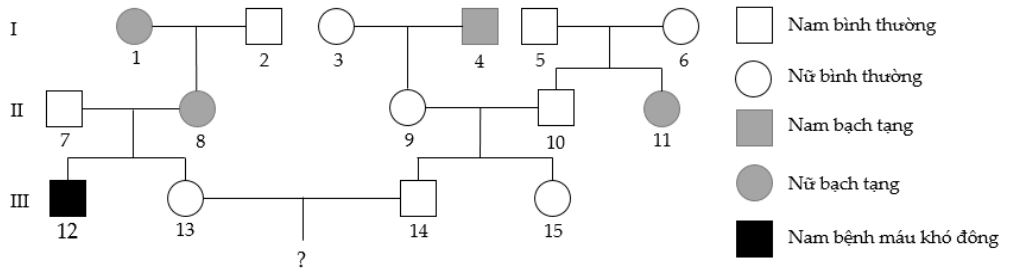 I
1
2
3
4
5
6
Nam bình thường
Nữ bình thường
II
7
8
9
10
11
Nam bạch tạng
Nữ bạch tạng
III
12
13
14
15
?
Nam bệnh máu khó đông